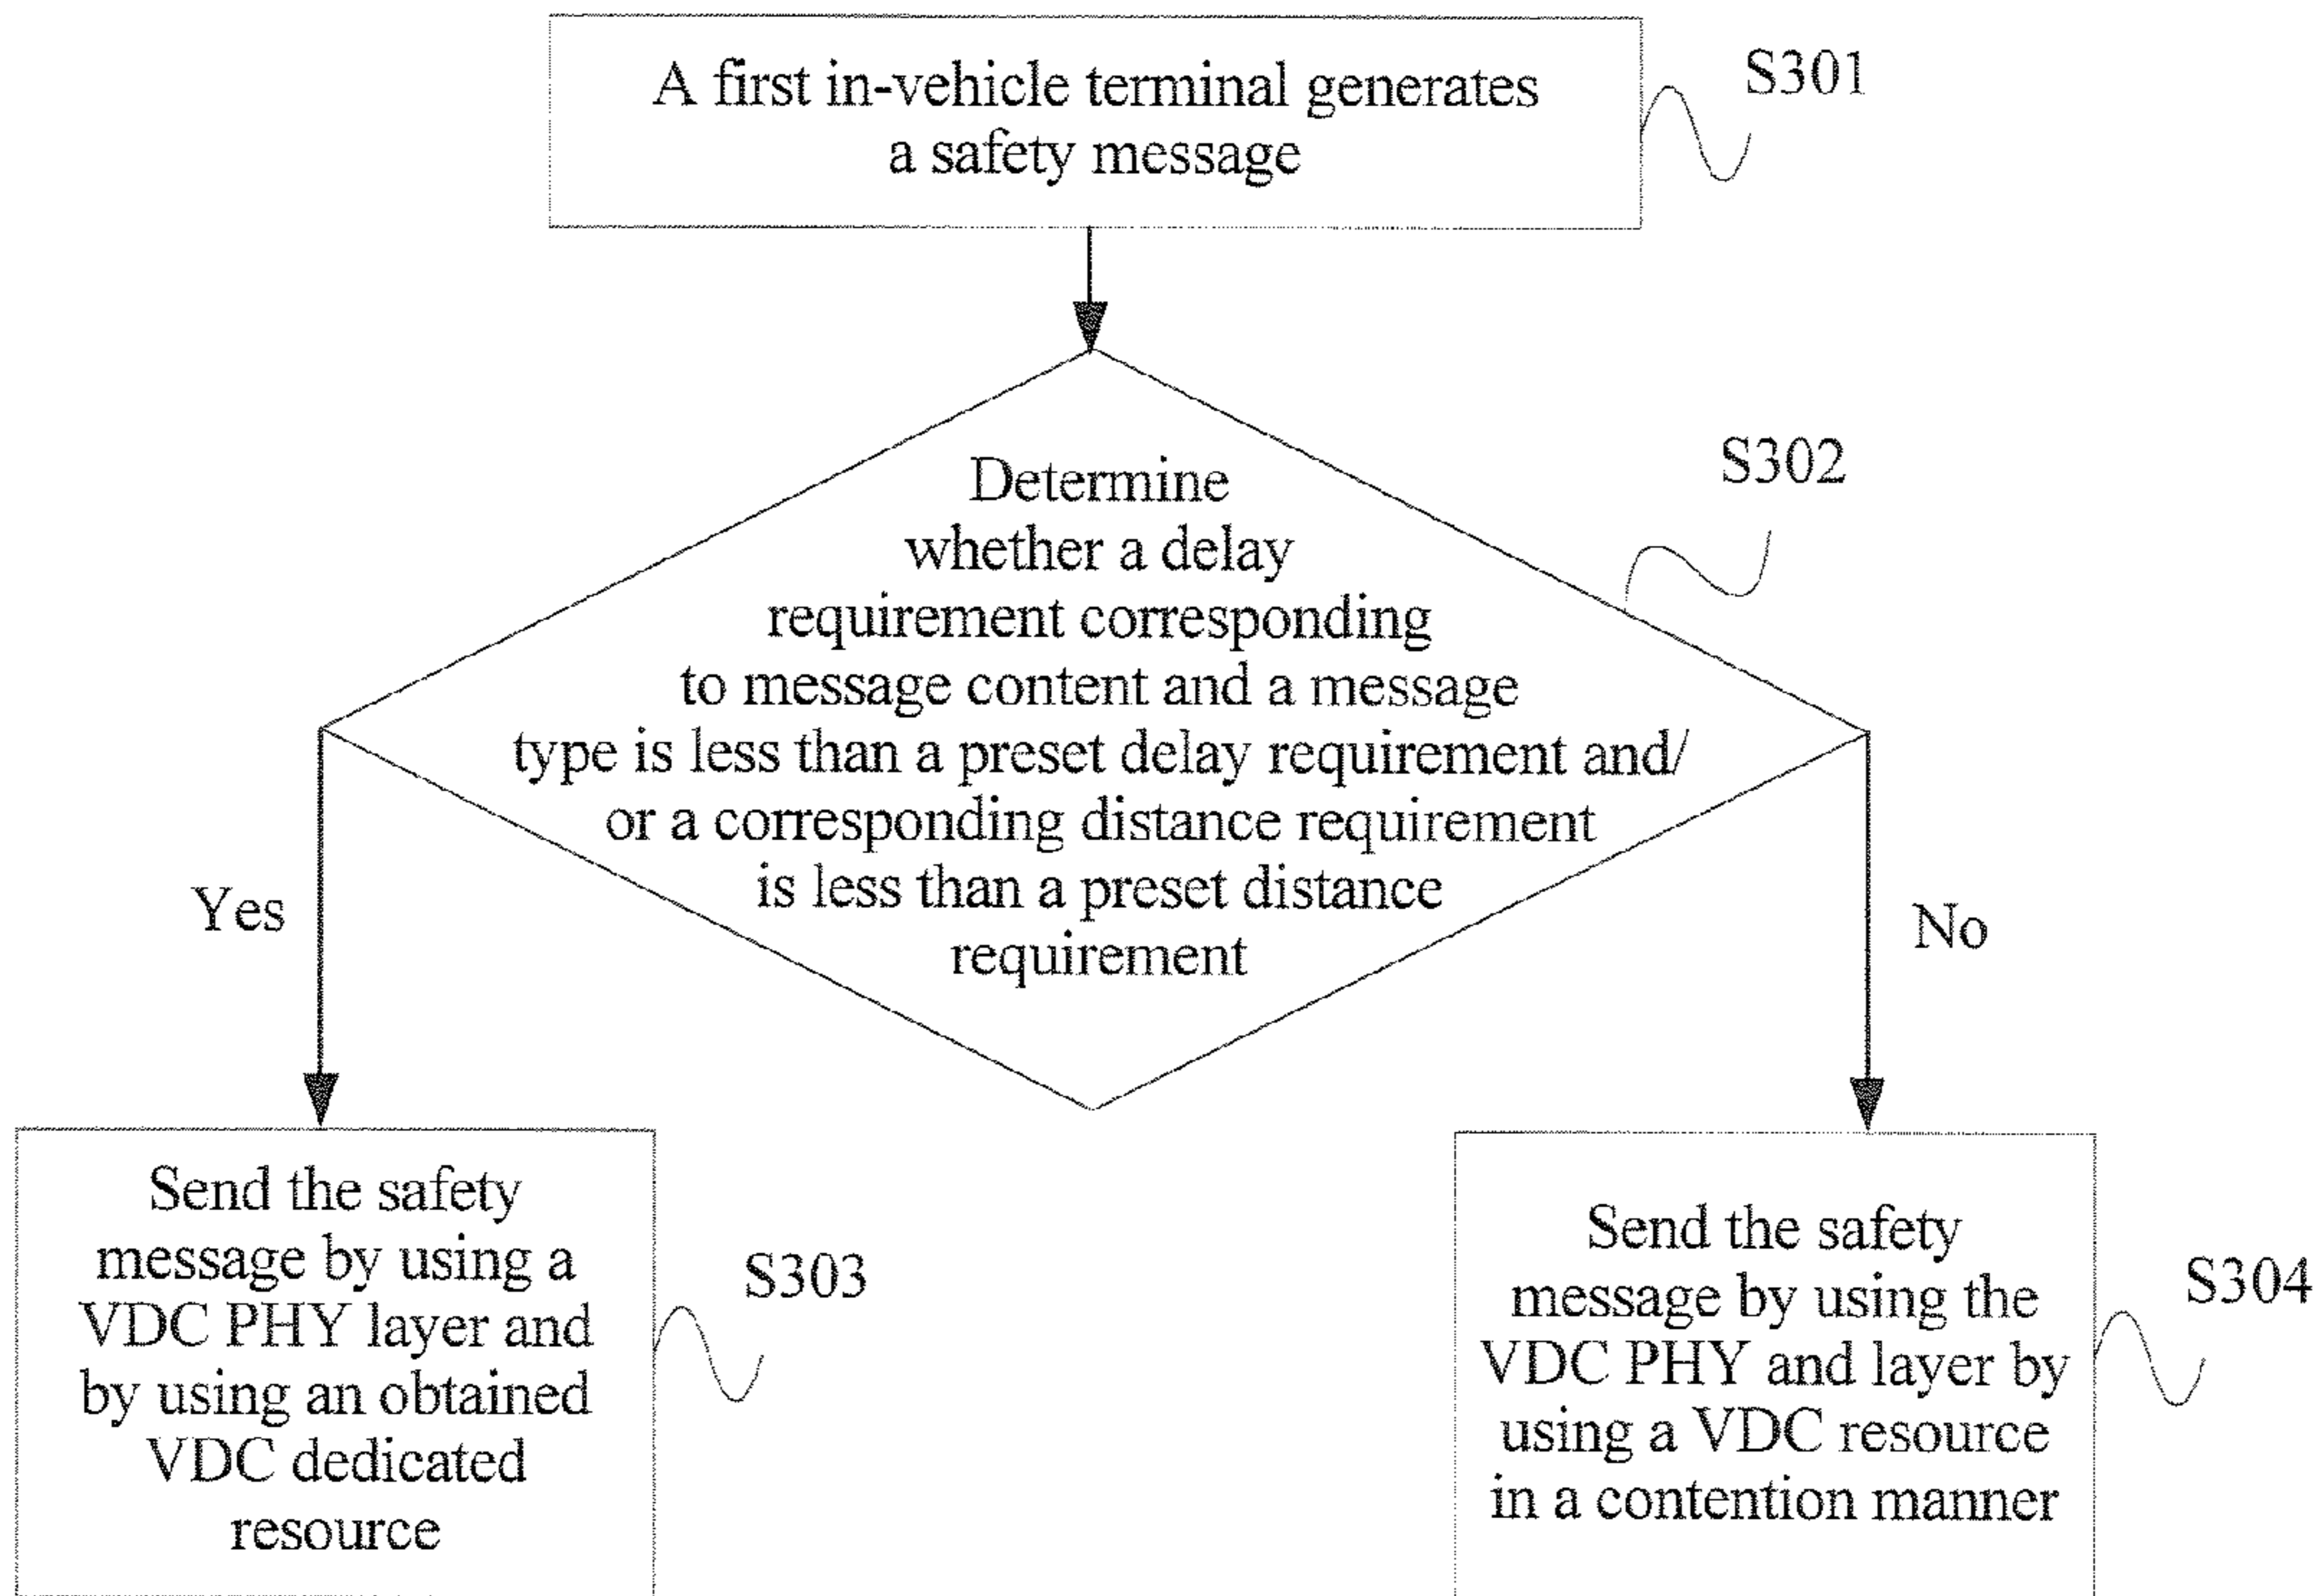 A first in-vehicle terminal generates
a safety message
S301
Determine
whether a delay
requirement corresponding
to message content and a message
type is less than a preset delay requirement and/
or a corresponding distance requirement
is less than a preset distance
requirement
S302
Yes
No
Send the safety
message by using a
VDC PHY layer and
by using an obtained
VDC dedicated
resource
S303
Send the safety
message by using the
VDC PHY and layer by
using a VDC resource
in a contention manner
S304